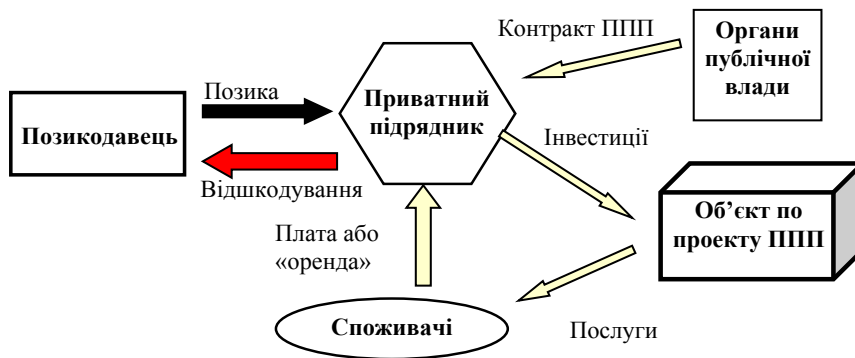 Контракт ППП
Органи
публічної
влади
Позика
Приватний
підрядник
Позикодавець
Інвестиції
Відшкодування
Об’єкт по
проекту ППП
Плата або
«оренда»
Споживачі
Послуги